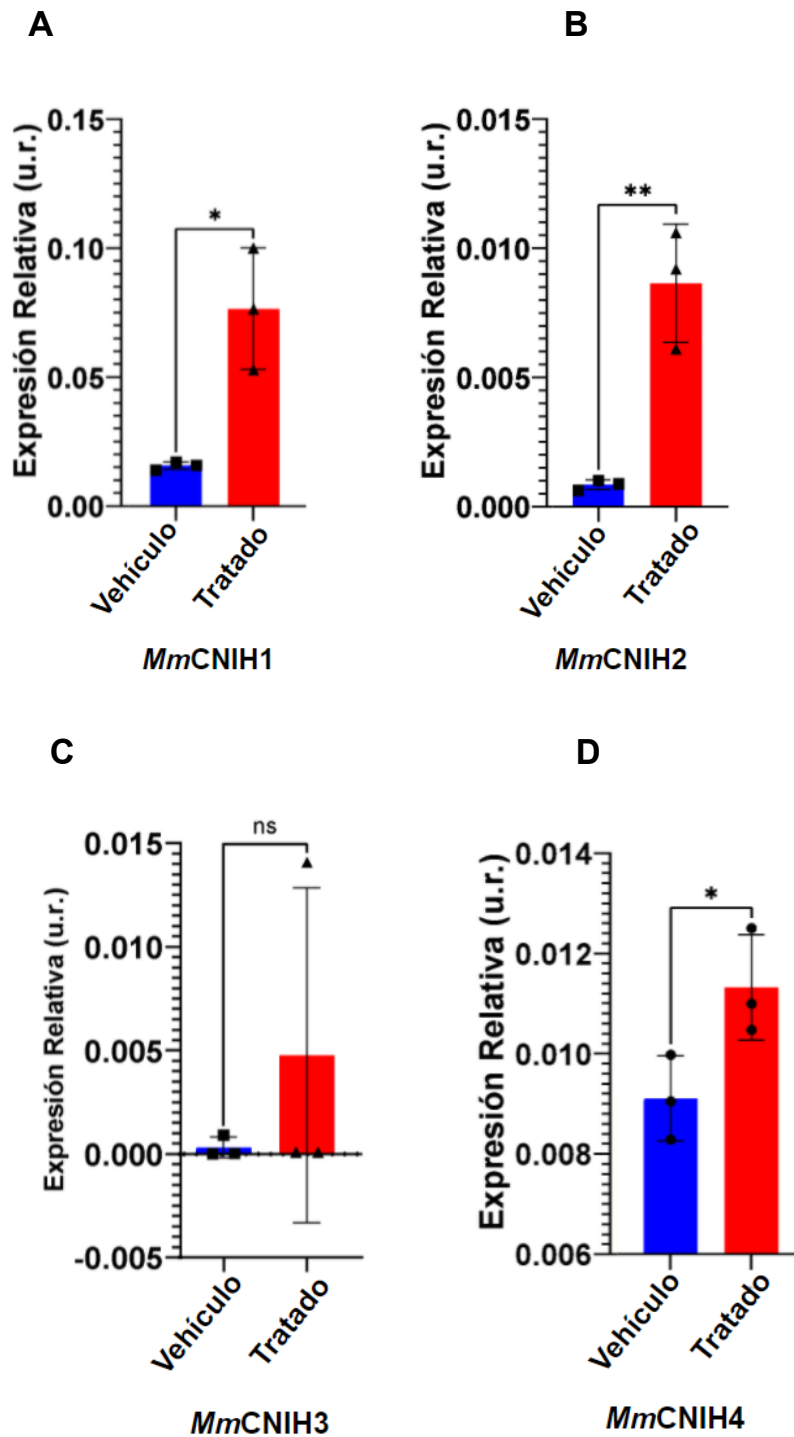 A
Expresión Relativa (u.r.)
0.15
0.10
0.05
0.00
*
Vehículo
Tratado
MmCNIH1
B
Expresión Relativa (u.r.)
0.015
0.010
0.005
0.000
**
Vehículo
Tratado
MmCNIH2
C
Expresión Relativa (u.r.)
0.015
0.010
0.005
0.000
-0.005
ns
Vehículo
Tratado
MmCNIH3
D
Expresión Relativa (u.r.)
0.014
0.012
0.010
0.008
0.006
*
Vehículo
Tratado
MmCNIH4